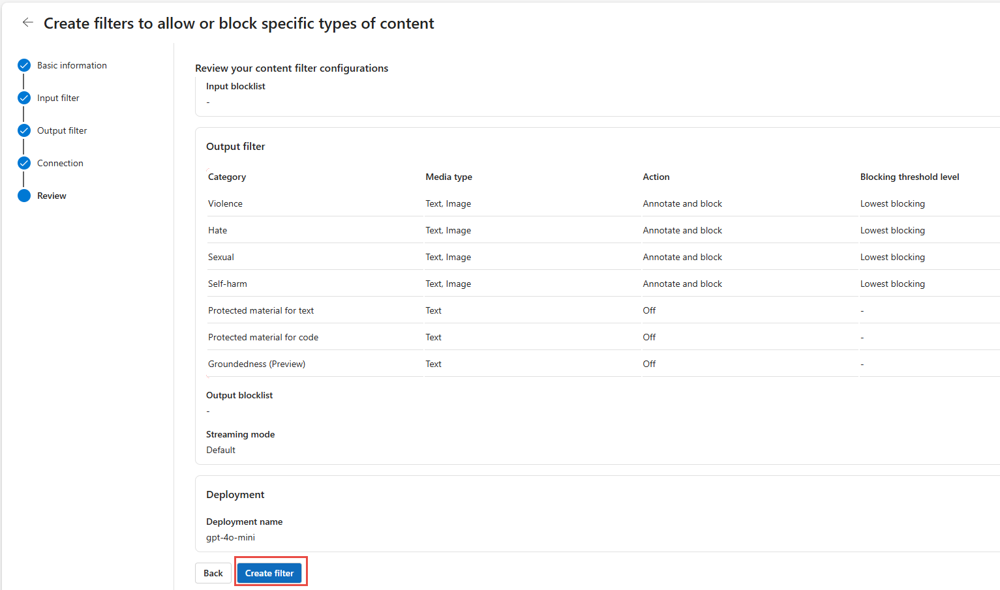 Create filters to allow or block specific types of content
Basic information
Input filter
Output filter
Connection
Review
Review your content filter configurations
Input blocklist
-
Output filter
Category Media type Action Blocking threshold level
Violence Text, Image Annotate and block Lowest blocking
Hate Text, Image Annotate and block Lowest blocking
Sexual Text, Image Annotate and block Lowest blocking
Self-harm Text, Image Annotate and block Lowest blocking
Protected material for text Text Off -
Protected material for code Text Off -
Groundedness (Preview) Text Off -
Output blocklist
-
Streaming mode
Default
Deployment
Deployment name
gpt-4o-mini
Back Create filter